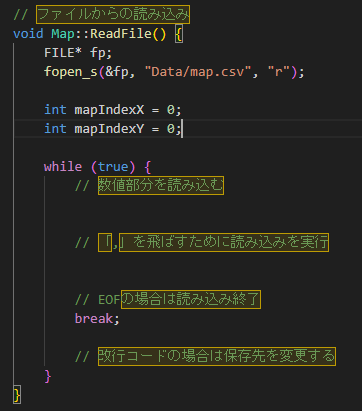 // ファイルからの読み込み
void Map::ReadFile() {
FILE* fp;
fopen_s(&fp, "Data/map.csv", "r");
int mapIndexX = 0;
int mapIndexY = 0;
while (true) {
// 数値部分を読み込む
// 「,」を飛ばすために読み込みを実行
// EOFの場合は読み込み終了
break;
// 改行コードの場合は保存先を変更する
}
}